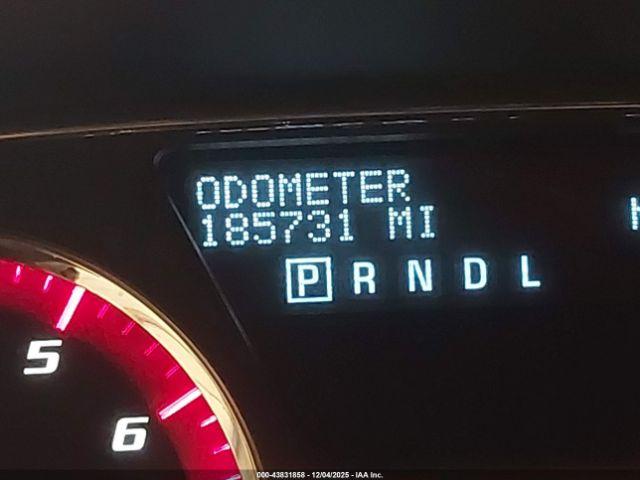 ODOMETER
185731 MI
P R N D L
5
6
000-43831858 - 12/04/2025 - IAA Inc.